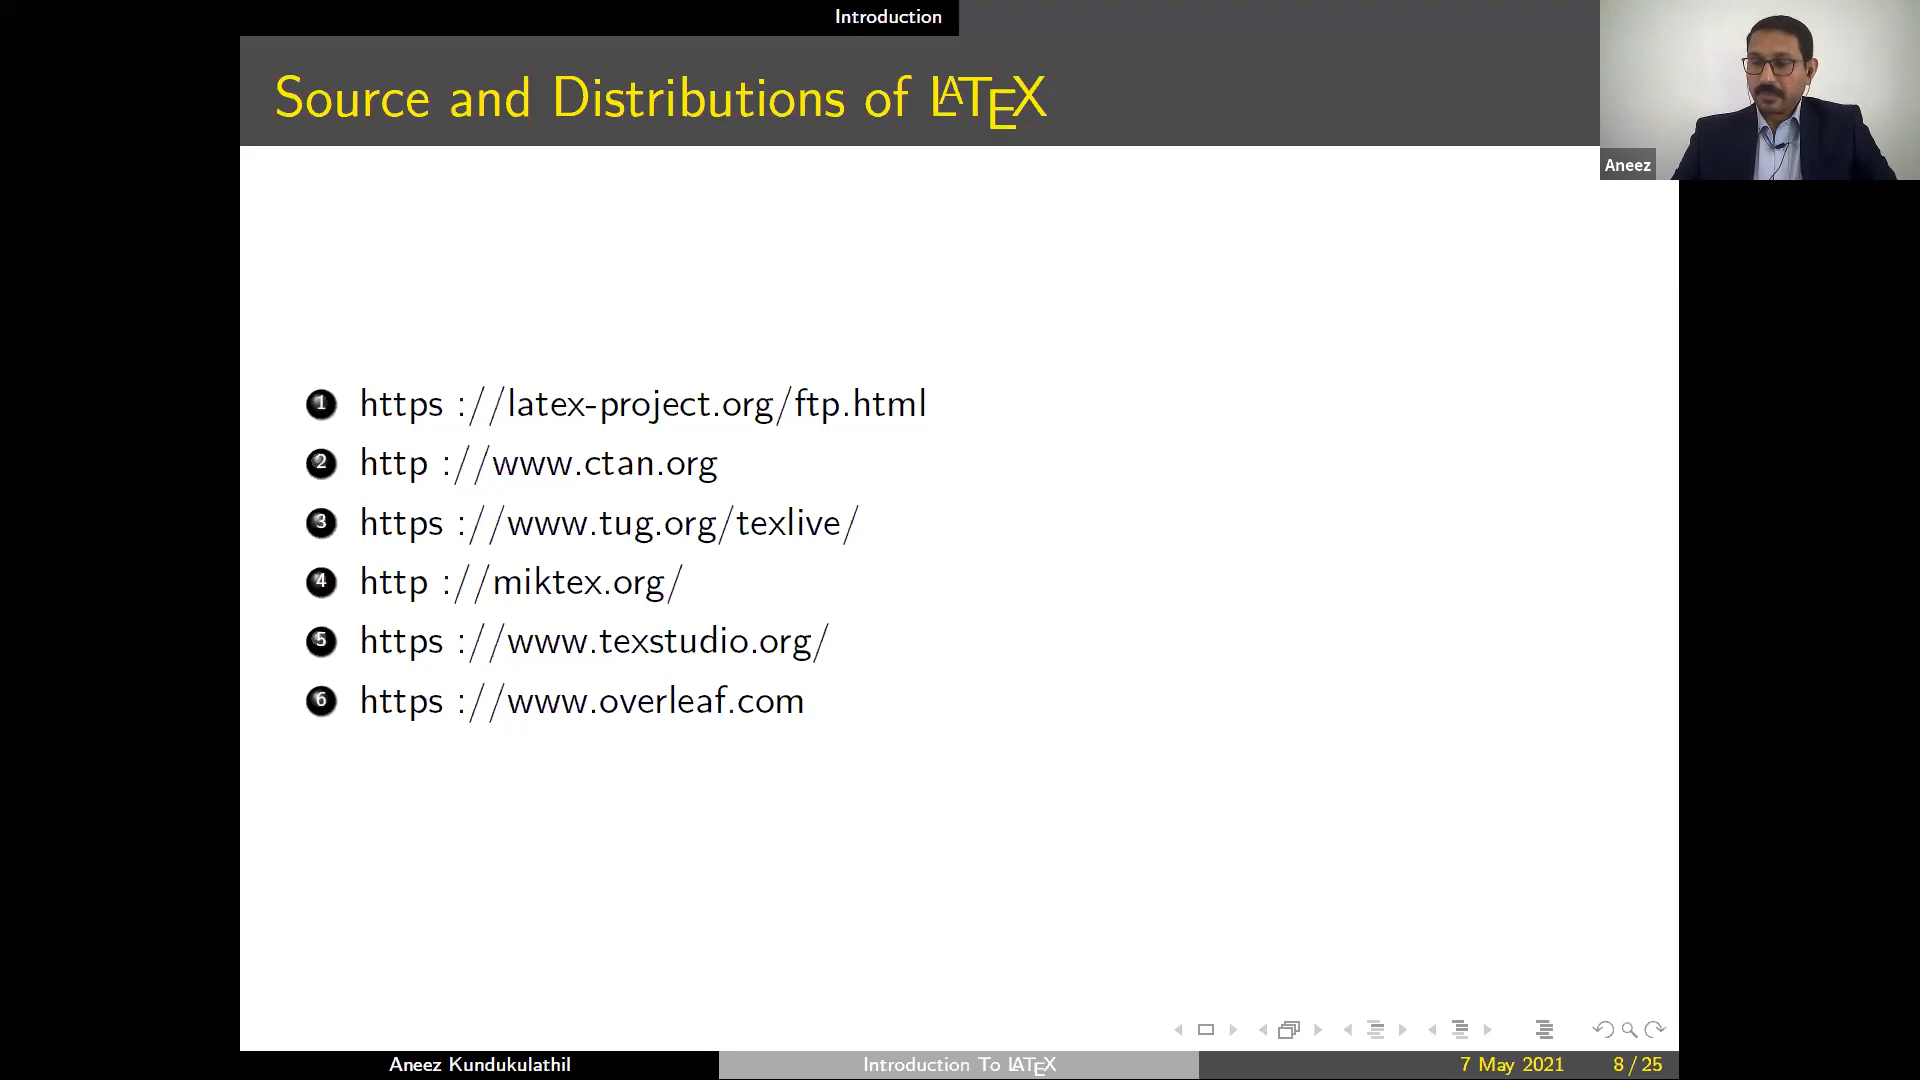 Introduction
Source and Distributions of LATEX
Aneez
1 https ://latex-project.org/ftp.html
2 http ://www.ctan.org
3 https ://www.tug.org/texlive/
4 http ://miktex.org/
5 https ://www.texstudio.org/
6 https ://www.overleaf.com
Aneez Kundukulathil Introduction To LATEX 7 May 2021 8 / 25